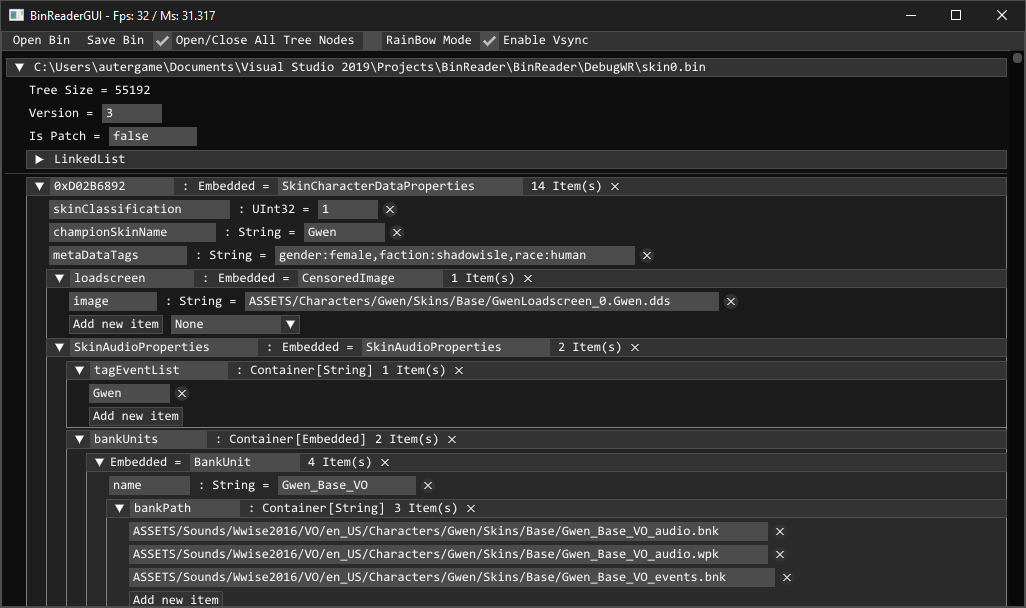 BinReaderGUI - Fps: 32 / Ms: 31.317
Open Bin Save Bin Open/Close All Tree Nodes RainBow Mode Enable Vsync
C:\Users\autergame\Documents\Visual Studio 2019\Projects\BinReader\BinReader\DebugWR\skin0.bin
Tree Size = 55192
Version = 3
Is Patch = false
LinkedList
0xD02B6892 : Embedded = SkinCharacterDataProperties 14 Item(s)
skinClassification : UInt32 = 1
championSkinName : String = Gwen
metaDataTags : String = gender:female,faction:shadowisle,race:human
loadscreen : Embedded = CensoredImage 1 Item(s)
image : String = ASSETS/Characters/Gwen/Skins/Base/GwenLoadscreen_0.Gwen.dds
Add new item None
SkinAudioProperties : Embedded = SkinAudioProperties 2 Item(s)
tagEventList : Container[String] 1 Item(s)
Gwen
Add new item
bankUnits : Container[Embedded] 2 Item(s)
Embedded = BankUnit 4 Item(s)
name : String = Gwen_Base_VO
bankPath : Container[String] 3 Item(s)
ASSETS/Sounds/Wwise2016/VO/en_US/Characters/Gwen/Skins/Base/Gwen_Base_VO_audio.bnk
ASSETS/Sounds/Wwise2016/VO/en_US/Characters/Gwen/Skins/Base/Gwen_Base_VO_audio.wpk
ASSETS/Sounds/Wwise2016/VO/en_US/Characters/Gwen/Skins/Base/Gwen_Base_VO_events.bnk
Add new item